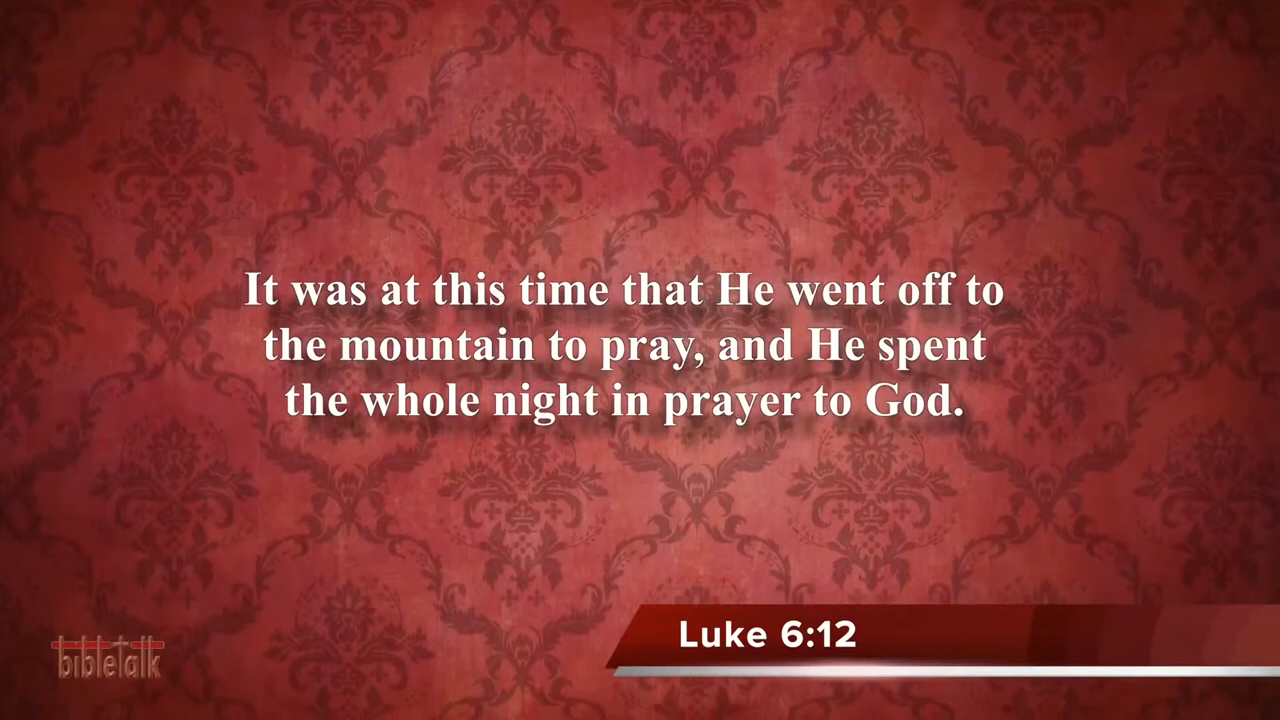 It was at this time that He went off to
the mountain to pray, and He spent
the whole night in prayer to God.
Luke 6:12
bibletalk